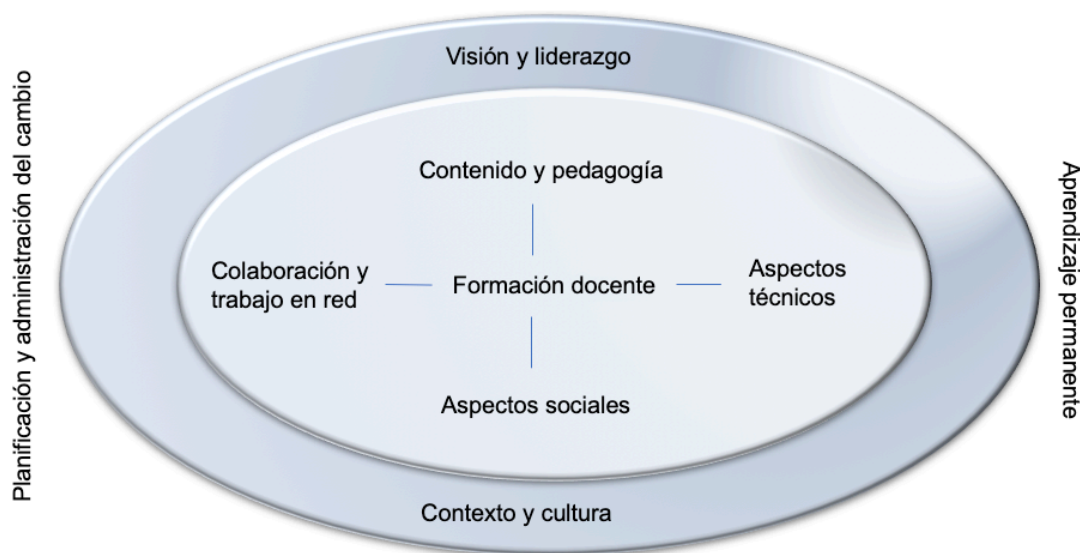 Visión y liderazgo
Planificación y administración del cambio
Contenido y pedagogía
Aprendizaje permanente
Colaboración y
trabajo en red
Formación docente
Aspectos
técnicos
Aspectos sociales
Contexto y cultura